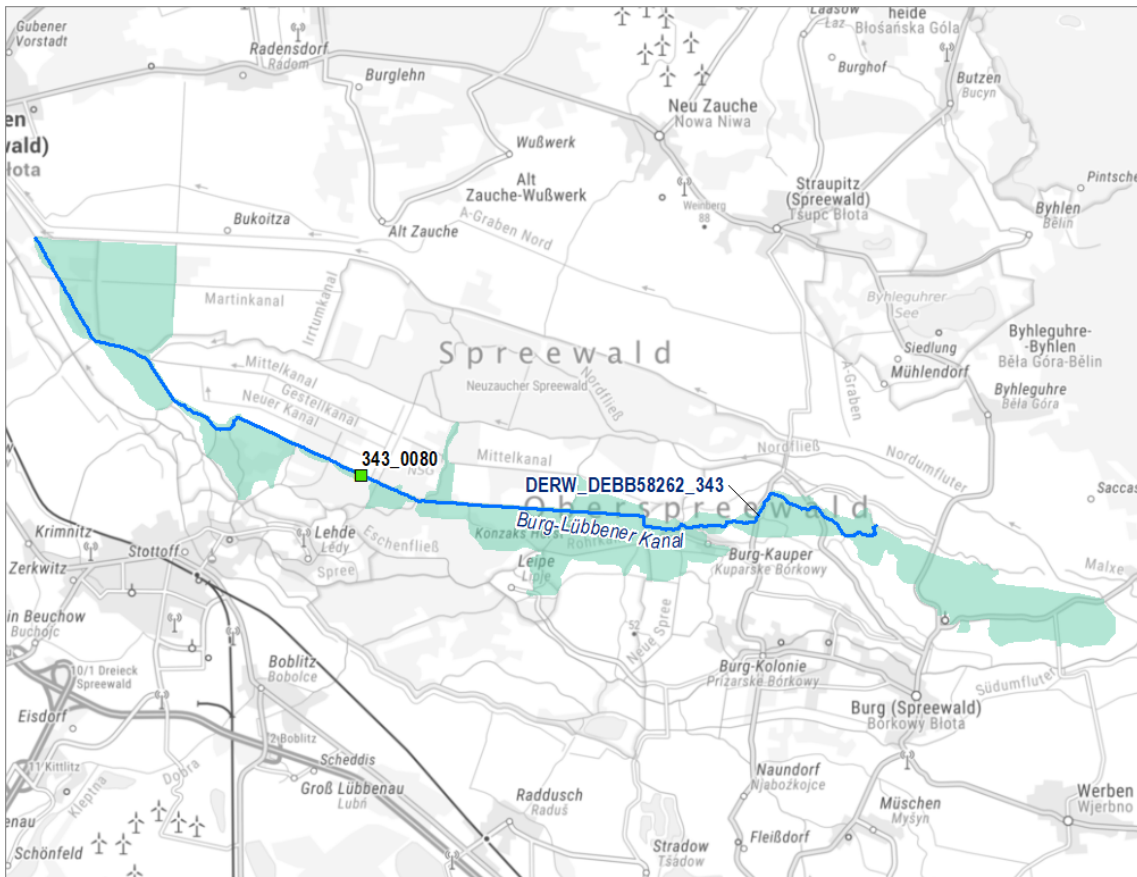 Gubener
Vorstadt
Radensdorf
Radom
Burglehn
Laasow
Łaz
heide
Błośańska Góla
Burghof
Butzen
Bucyn
en
wald)
łota
Neu Zauche
Nowa Niwa
Wußwerk
Alt
Zauche-Wußwerk
Pintsche
Straupitz
(Spreewald)
Tšupc Błota
Weinberg
88
Byhlen
Bělin
Bukoitza
Alt Zauche
A-Graben Nord
Martinkanal
Irrtumkanal
Byhleguhrer
See
Siedlung
Byhleguhre-
-Byhlen
Běła Góra-Bělin
Spreewald
Neuzaucher Spreewald
Mühlendorf
Byhleguhre
Běła Góra
A-Graben
Mittelkanal
Gestellkanal
Neuer Kanal
Nordfließ
343_0080
NSG
Mittelkanal
Nordfließ
Nordumfluter
DERW_DEBB58262_343
Oberspreewald
Saccas
Burg-Lübbener Kanal
Krimnitz
Lehde
Lědy
Eschenfließ
Stottoff
Spree
Zerkwitz
Leipe
Lipje
Burg-Kauper
Kuparske Bórkowy
Malxe
in Beuchow
Buchojc
52
Neue Spree
10/1 Dreieck
Spreewald
Boblitz
Bobolce
Burg-Kolonie
Prizarske Bórkowy
Südumfluter
Burg (Spreewald)
Bórkowy Błota
Eisdorf
2 Boblitz
Scheddis
11 Kittlitz
Dobra
Kleptna
Groß Lübbenau
Lubń
Naundorf
Njabožkojce
Raddusch
Raduš
Müschen
Myšyn
Werben
Wjerbno
enau
Schönfeld
Stradow
Tšadow
Fleißdorf